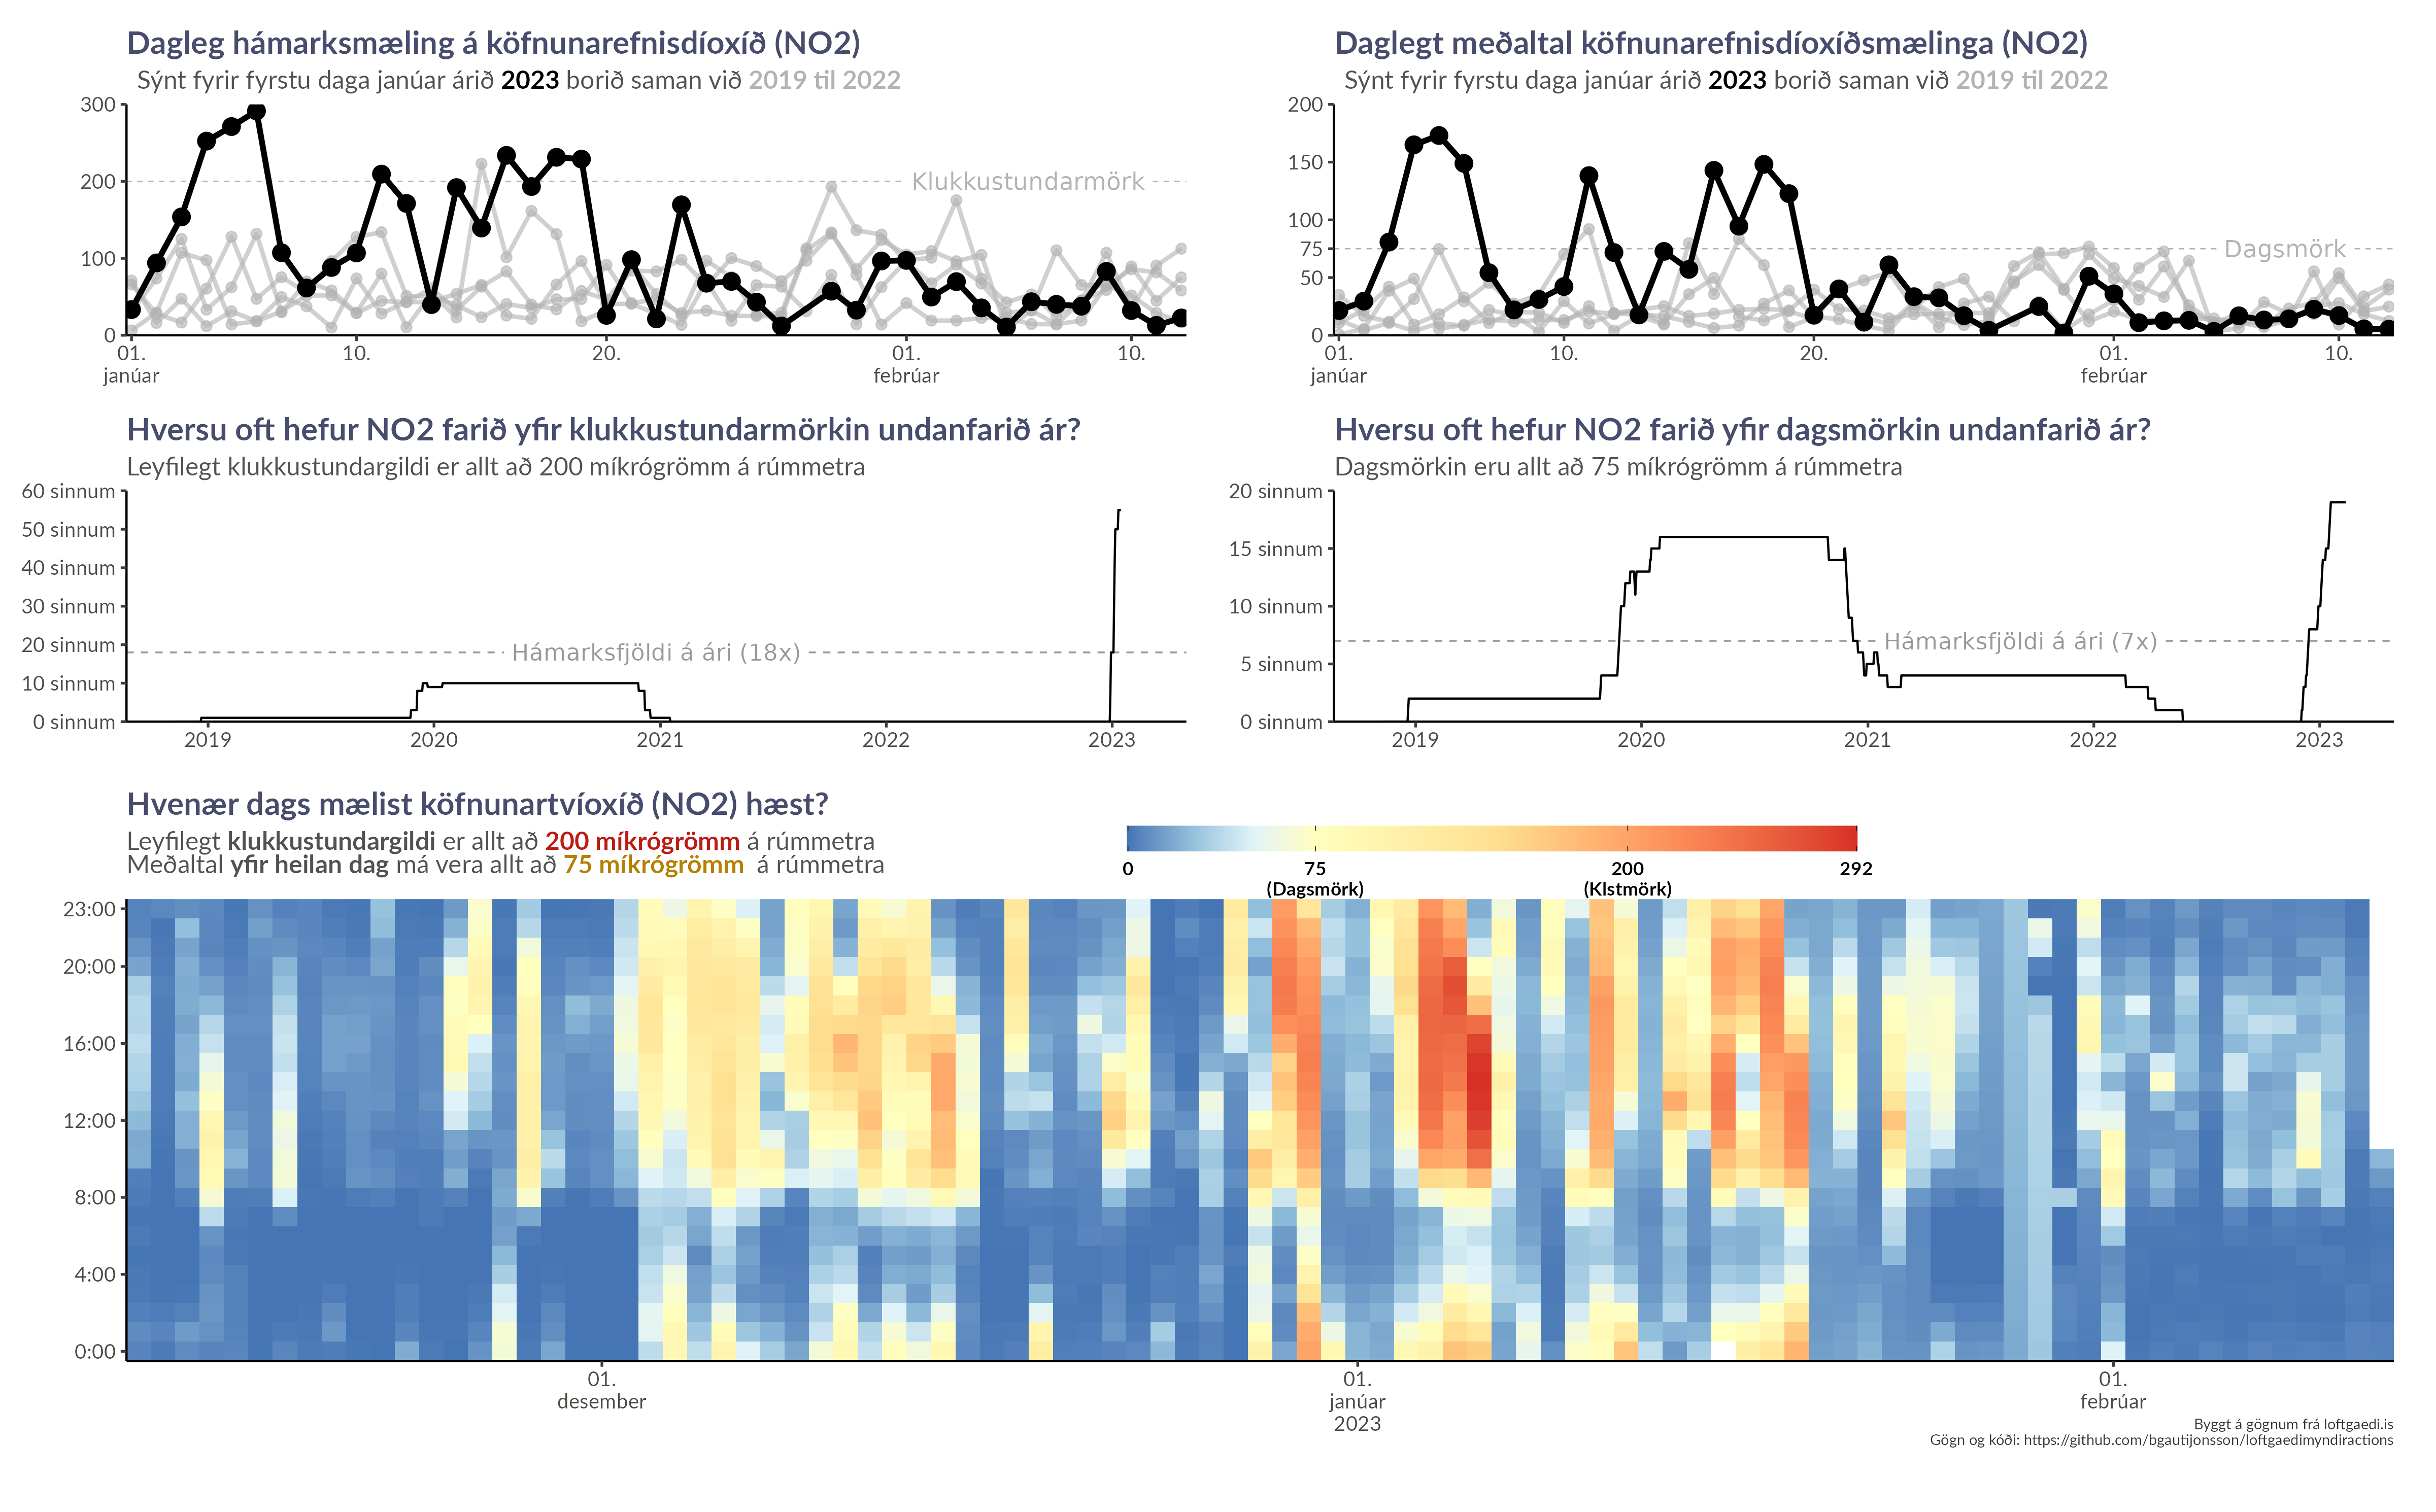 Dagleg hámarksmæling á köfnunarefnisdíoxíð (NO2)
Sýnt fyrir fyrstu daga janúar árið 2023 borið saman við 2019 til 2022
300
200
100
0
Klukkustundarmörk
01.
janúar
10.
20.
01.
febrúar
10.
Daglegt meðaltal köfnunarefnisdíoxíðsmælinga (NO2)
Sýnt fyrir fyrstu daga janúar árið 2023 borið saman við 2019 til 2022
200
150
100
75
50
0
Dagsmörk
01.
janúar
10.
20.
01.
febrúar
10.
Hversu oft hefur NO2 farið yfir klukkustundarmörkin undanfarið ár?
Leyfilegt klukkustundargildi er allt að 200 míkrógrömm á rúmmetra
60 sinnum
50 sinnum
40 sinnum
30 sinnum
20 sinnum
10 sinnum
0 sinnum
Hámarksfjöldi á ári (18x)
2019
2020
2021
2022
2023
Hversu oft hefur NO2 farið yfir dagsmörkin undanfarið ár?
Dagsmörkin eru allt að 75 míkrógrömm á rúmmetra
20 sinnum
15 sinnum
10 sinnum
5 sinnum
0 sinnum
Hámarksfjöldi á ári (7x)
2019
2020
2021
2022
2023
Hvenær dags mælist köfnunartvíoxíð (NO2) hæst?
Leyfilegt klukkustundargildi er allt að 200 míkrógrömm á rúmmetra
Meðaltal yfir heilan dag má vera allt að 75 míkrógrömm á rúmmetra
0
75
(Dagsmörk)
200
(Klstmörk)
292
23:00
20:00
16:00
12:00
8:00
4:00
0:00
01.
desember
01.
janúar
2023
01.
febrúar
Byggt á gögnum frá loftgaedi.is
Gögn og kóði: https://github.com/bgautijonsson/loftgaedimyndiractions